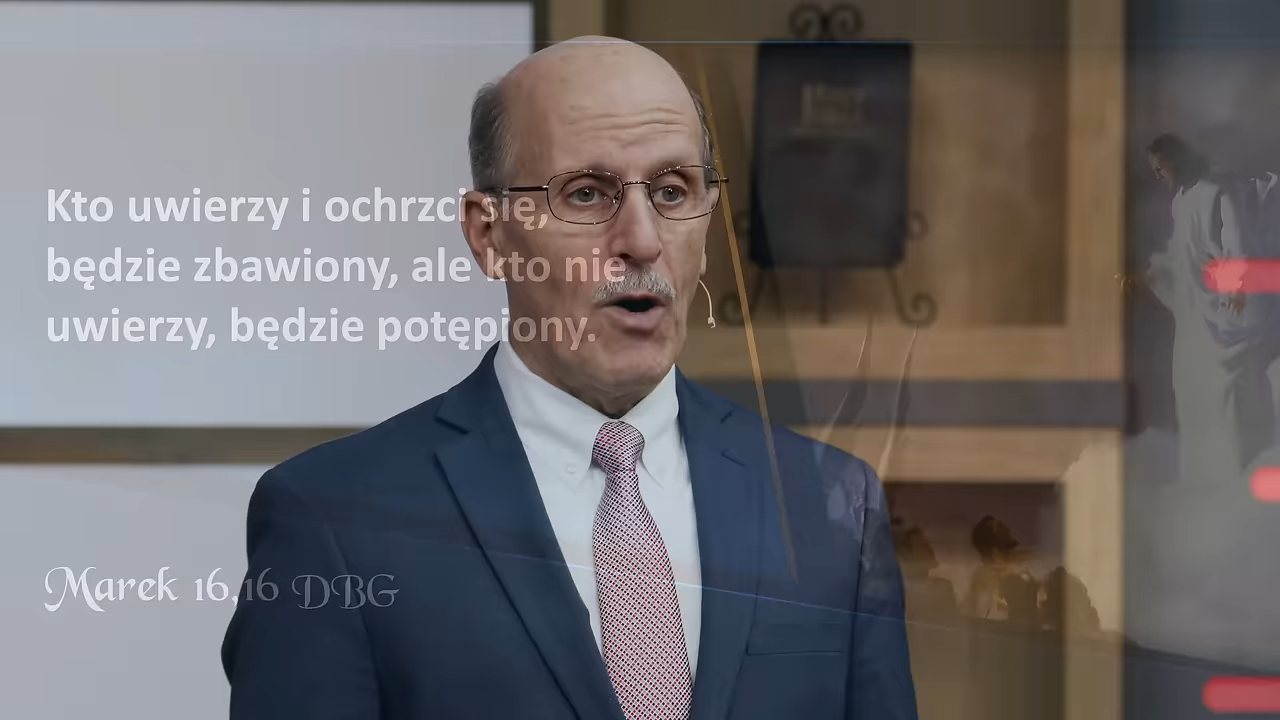 Kto uwierzy i ochrzci się,
będzie zbawiony, ale kto nie
uwierzy, będzie potępiony.
Marek 16,16 DBG